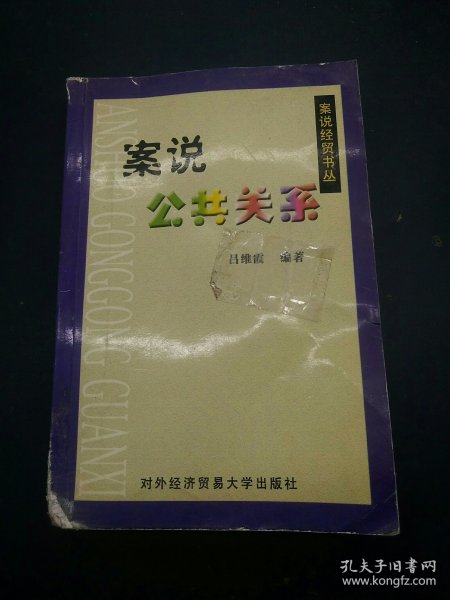 案说经贸书丛
案说
公共关系
吕维霞 编著
ANSHUO GONGGONG GUANXI
对外经济贸易大学出版社
孔夫子旧书网
www.kongfz.com